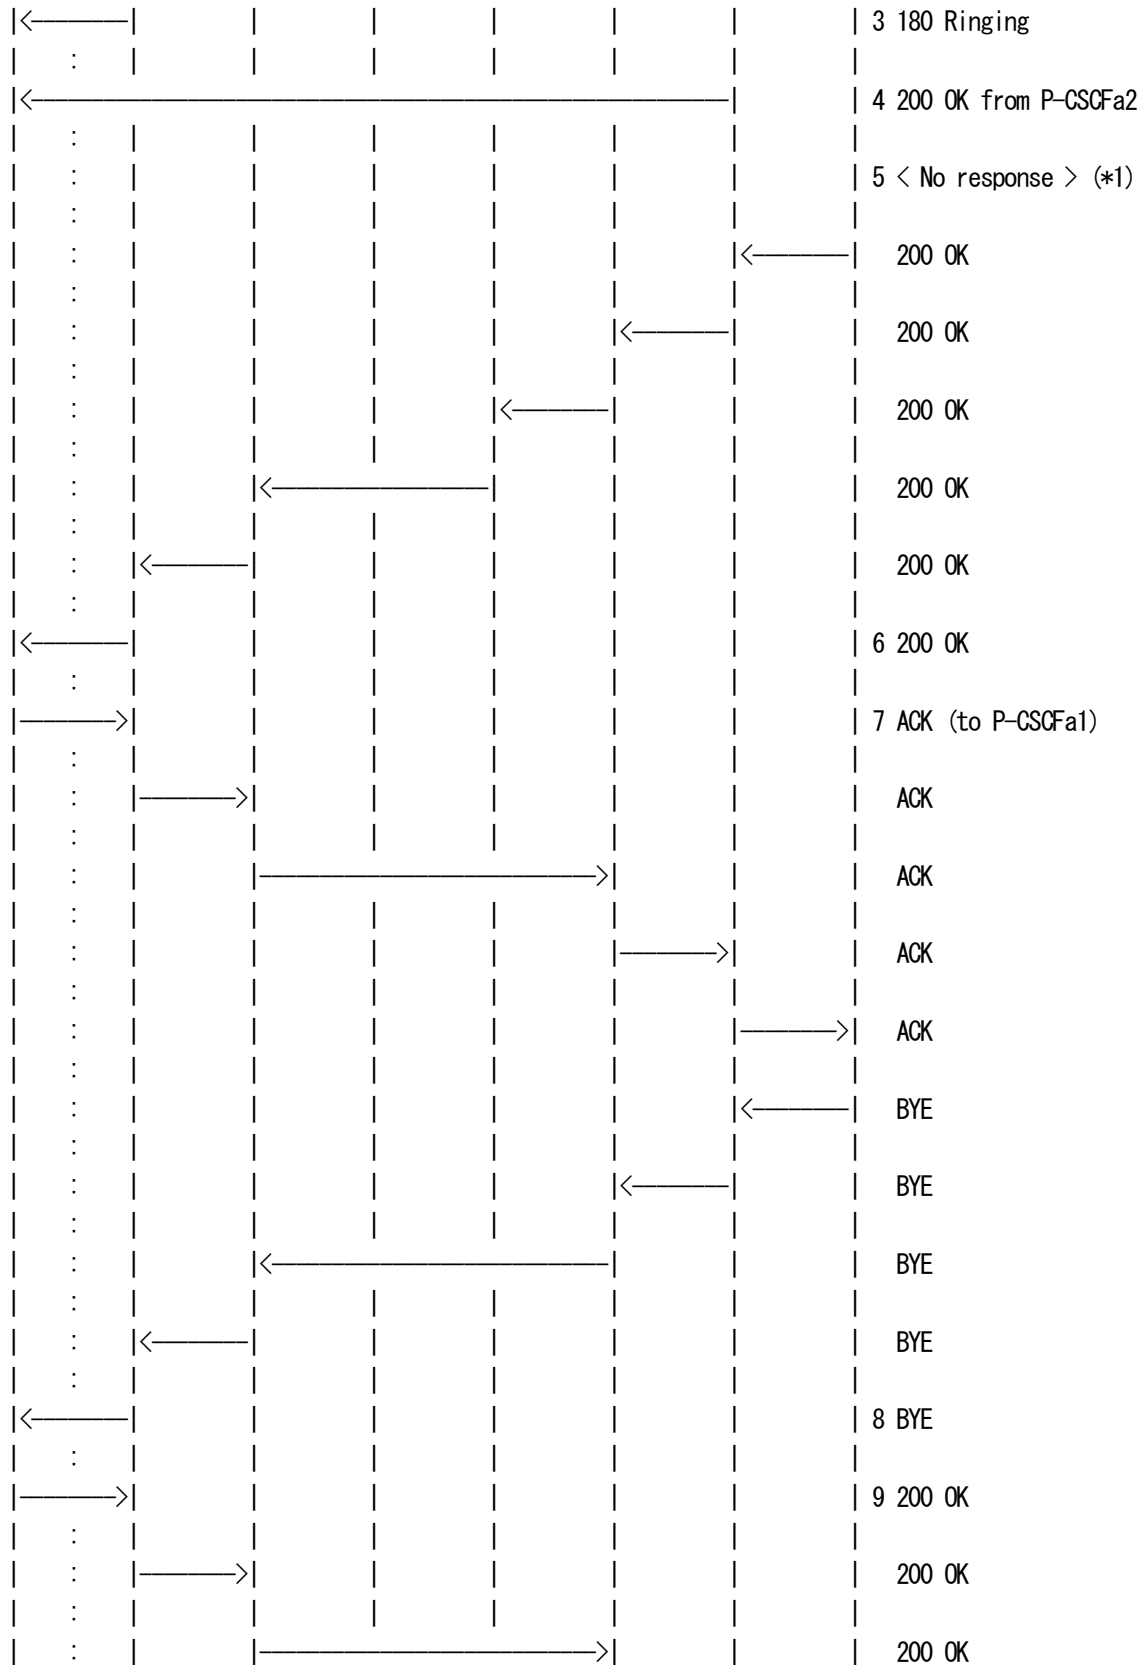 3 180 Ringing
4 200 OK from P-CSCFa2
5 < No response > (*1)
200 OK
200 OK
200 OK
200 OK
200 OK
6 200 OK
7 ACK (to P-CSCFa1)
ACK
ACK
ACK
ACK
BYE
BYE
BYE
BYE
8 BYE
9 200 OK
200 OK
200 OK